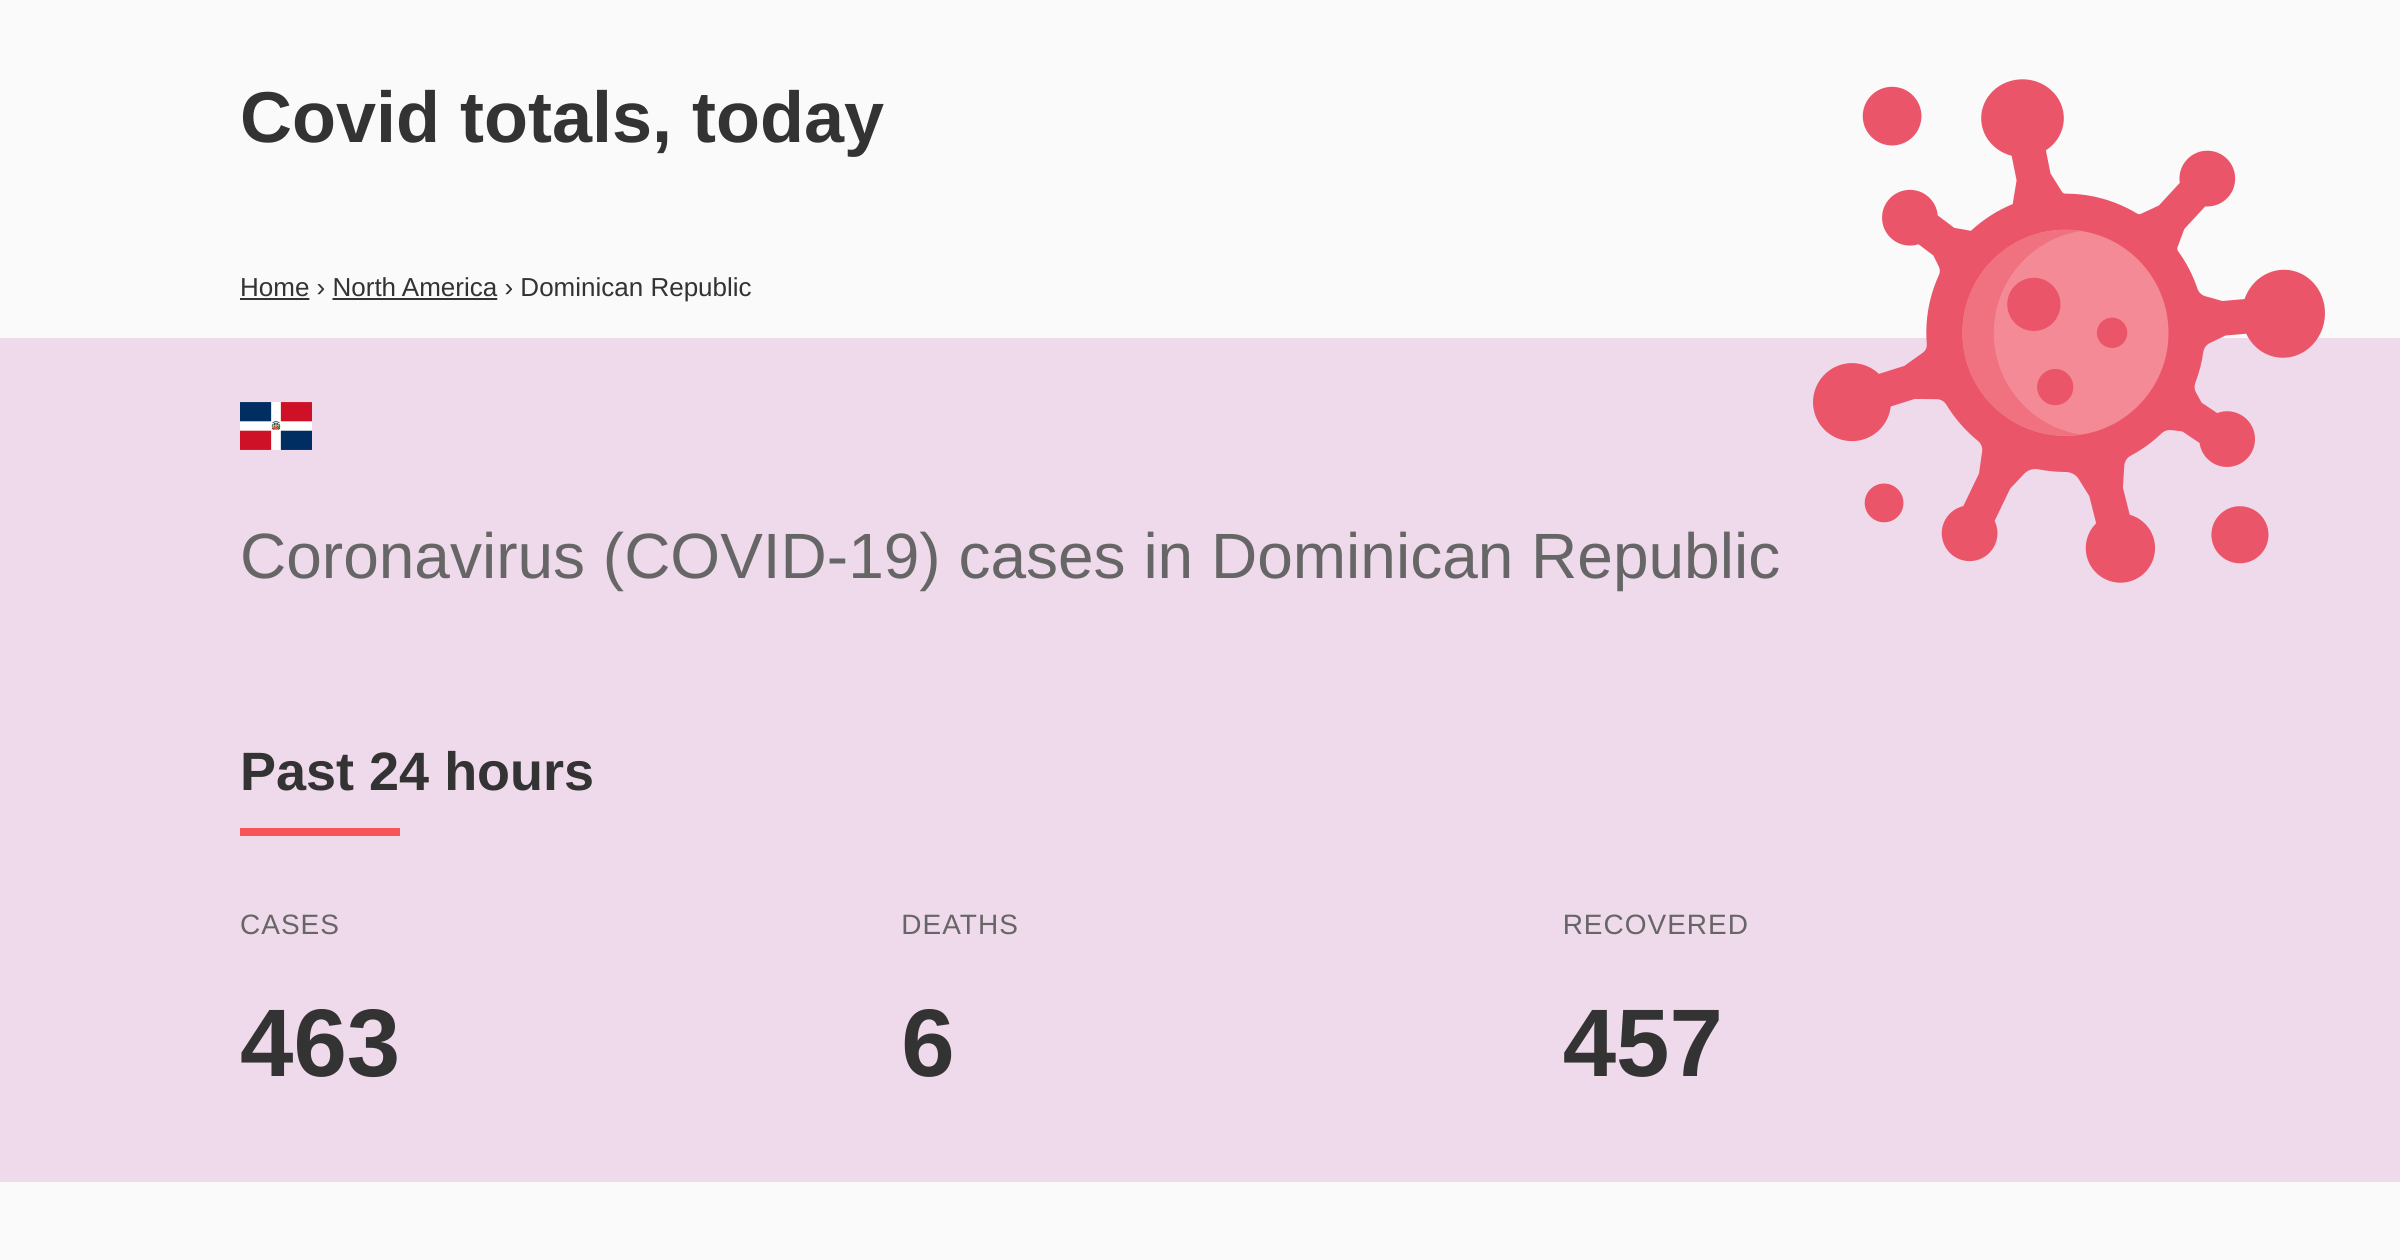 Covid totals, today
Home › North America › Dominican Republic
Coronavirus (COVID-19) cases in Dominican Republic
Past 24 hours
CASES DEATHS RECOVERED
463 6 457